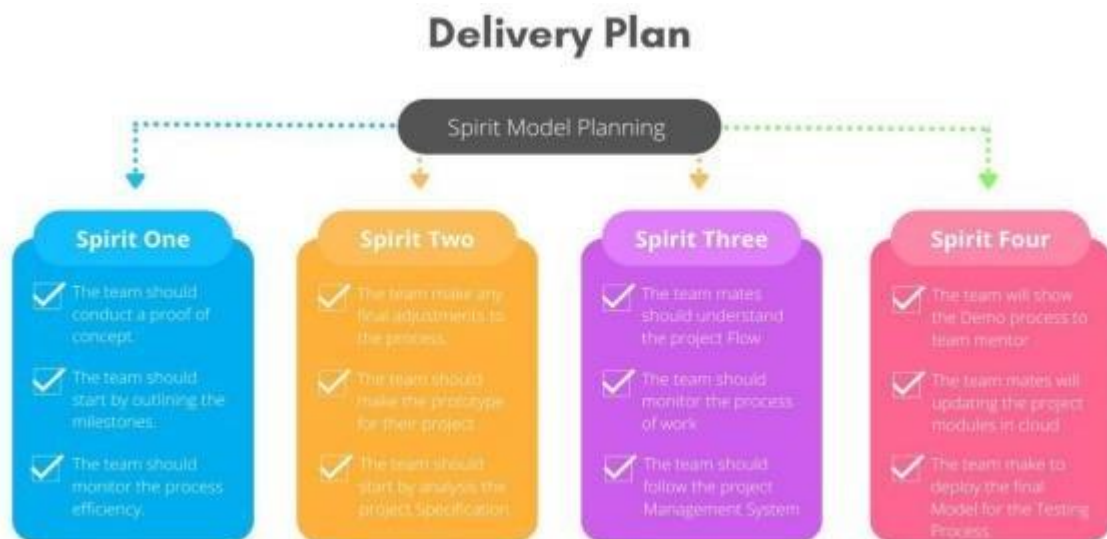 Delivery Plan
Spirit Model Planning
Spirit One
The team should
conduct a proof of
concept.
The team should
start by outlining the
milestones.
The team should
monitor the process
efficiency.
Spirit Two
The team make any
final adjustments to
the process.
The team should
make the prototype
for their project
The team should
start by analysis the
project Specification.
Spirit Three
The team mates
should understand
the project Flow
The team should
monitor the process
of work
The team should
follow the project
Management System
Spirit Four
The team will show
the Demo process to
team mentor
The team mates will
updating the project
modules in cloud
The team make to
deploy the final
Model for the Testing
Process